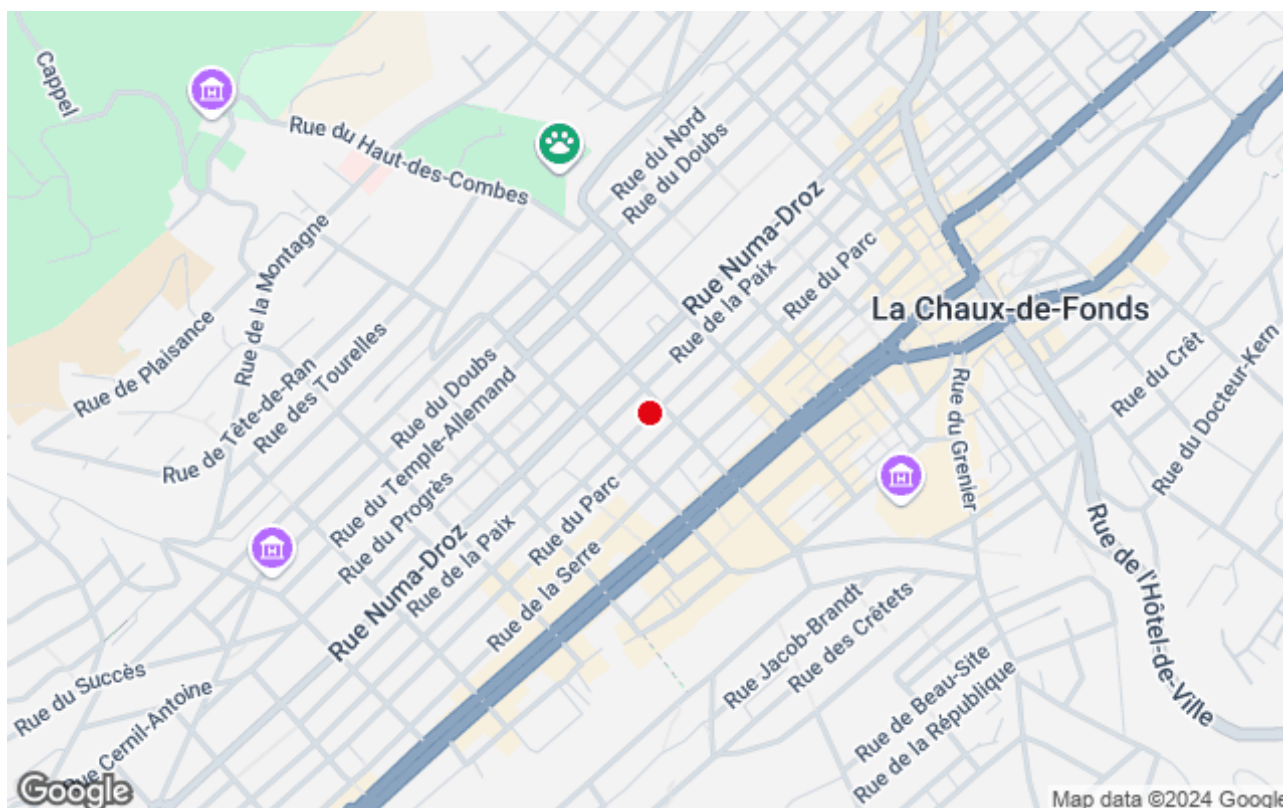 Cappel
Rue du Haut-des-Combes
Rue du Nord
Rue du Doubs
Rue Numa-Droz
Rue de la Paix
Rue du Parc
La Chaux-de-Fonds
Rue de la Montagne
Rue de Plaisance
Rue de Tête-de-Ran
Rue des Tourelles
Rue du Doubs
Rue du Temple-Allemand
Rue du Progrès
Rue Numa-Droz
Rue de la Paix
Rue du Parc
Rue de la Serre
Rue du Grenier
Rue du Crêt
Rue du Docteur-Kern
Rue de l'Hôtel-de-Ville
Rue Jacob-Brandt
Rue des Crêtets
Rue de Beau-Site
Rue de la République
Rue du Succès
Rue Cernil-Antoine
Google
Map data ©2024 Google